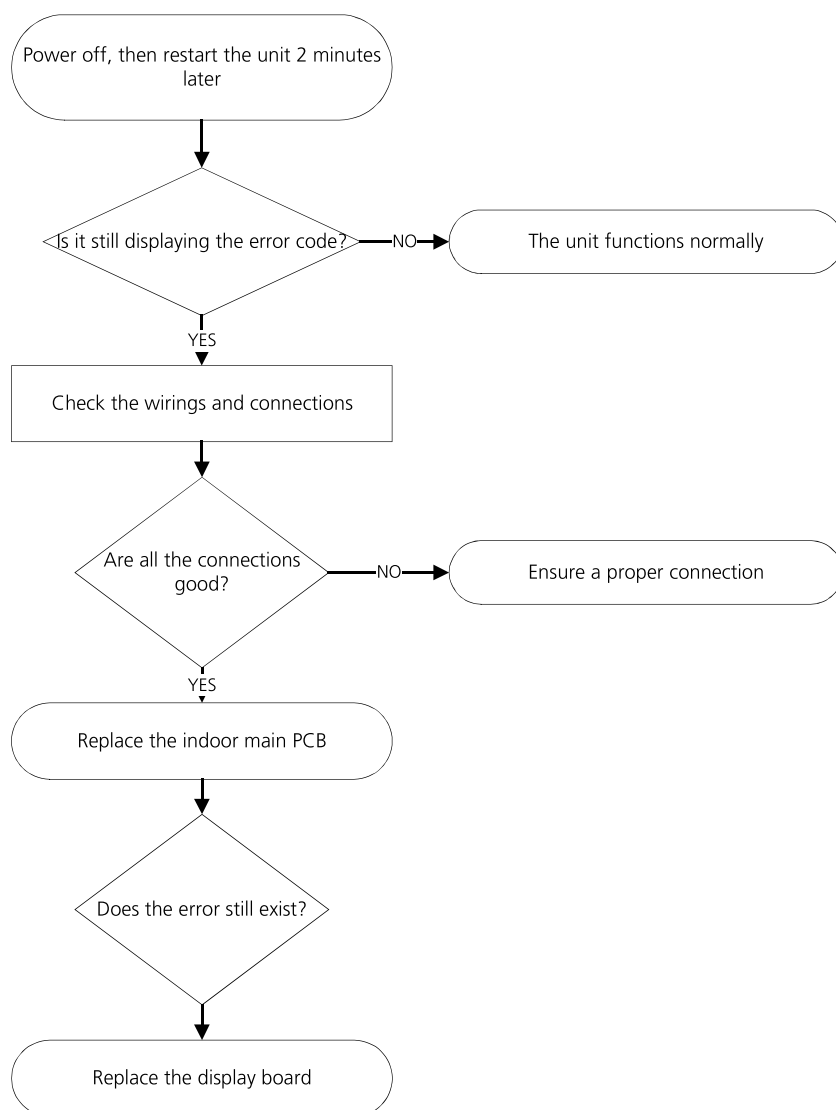 Power off, then restart the unit 2 minutes
later
Is it still displaying the error code?
NO
The unit functions normally
YES
Check the wirings and connections
Are all the connections
good?
NO
Ensure a proper connection
YES
Replace the indoor main PCB
Does the error still exist?
Replace the display board